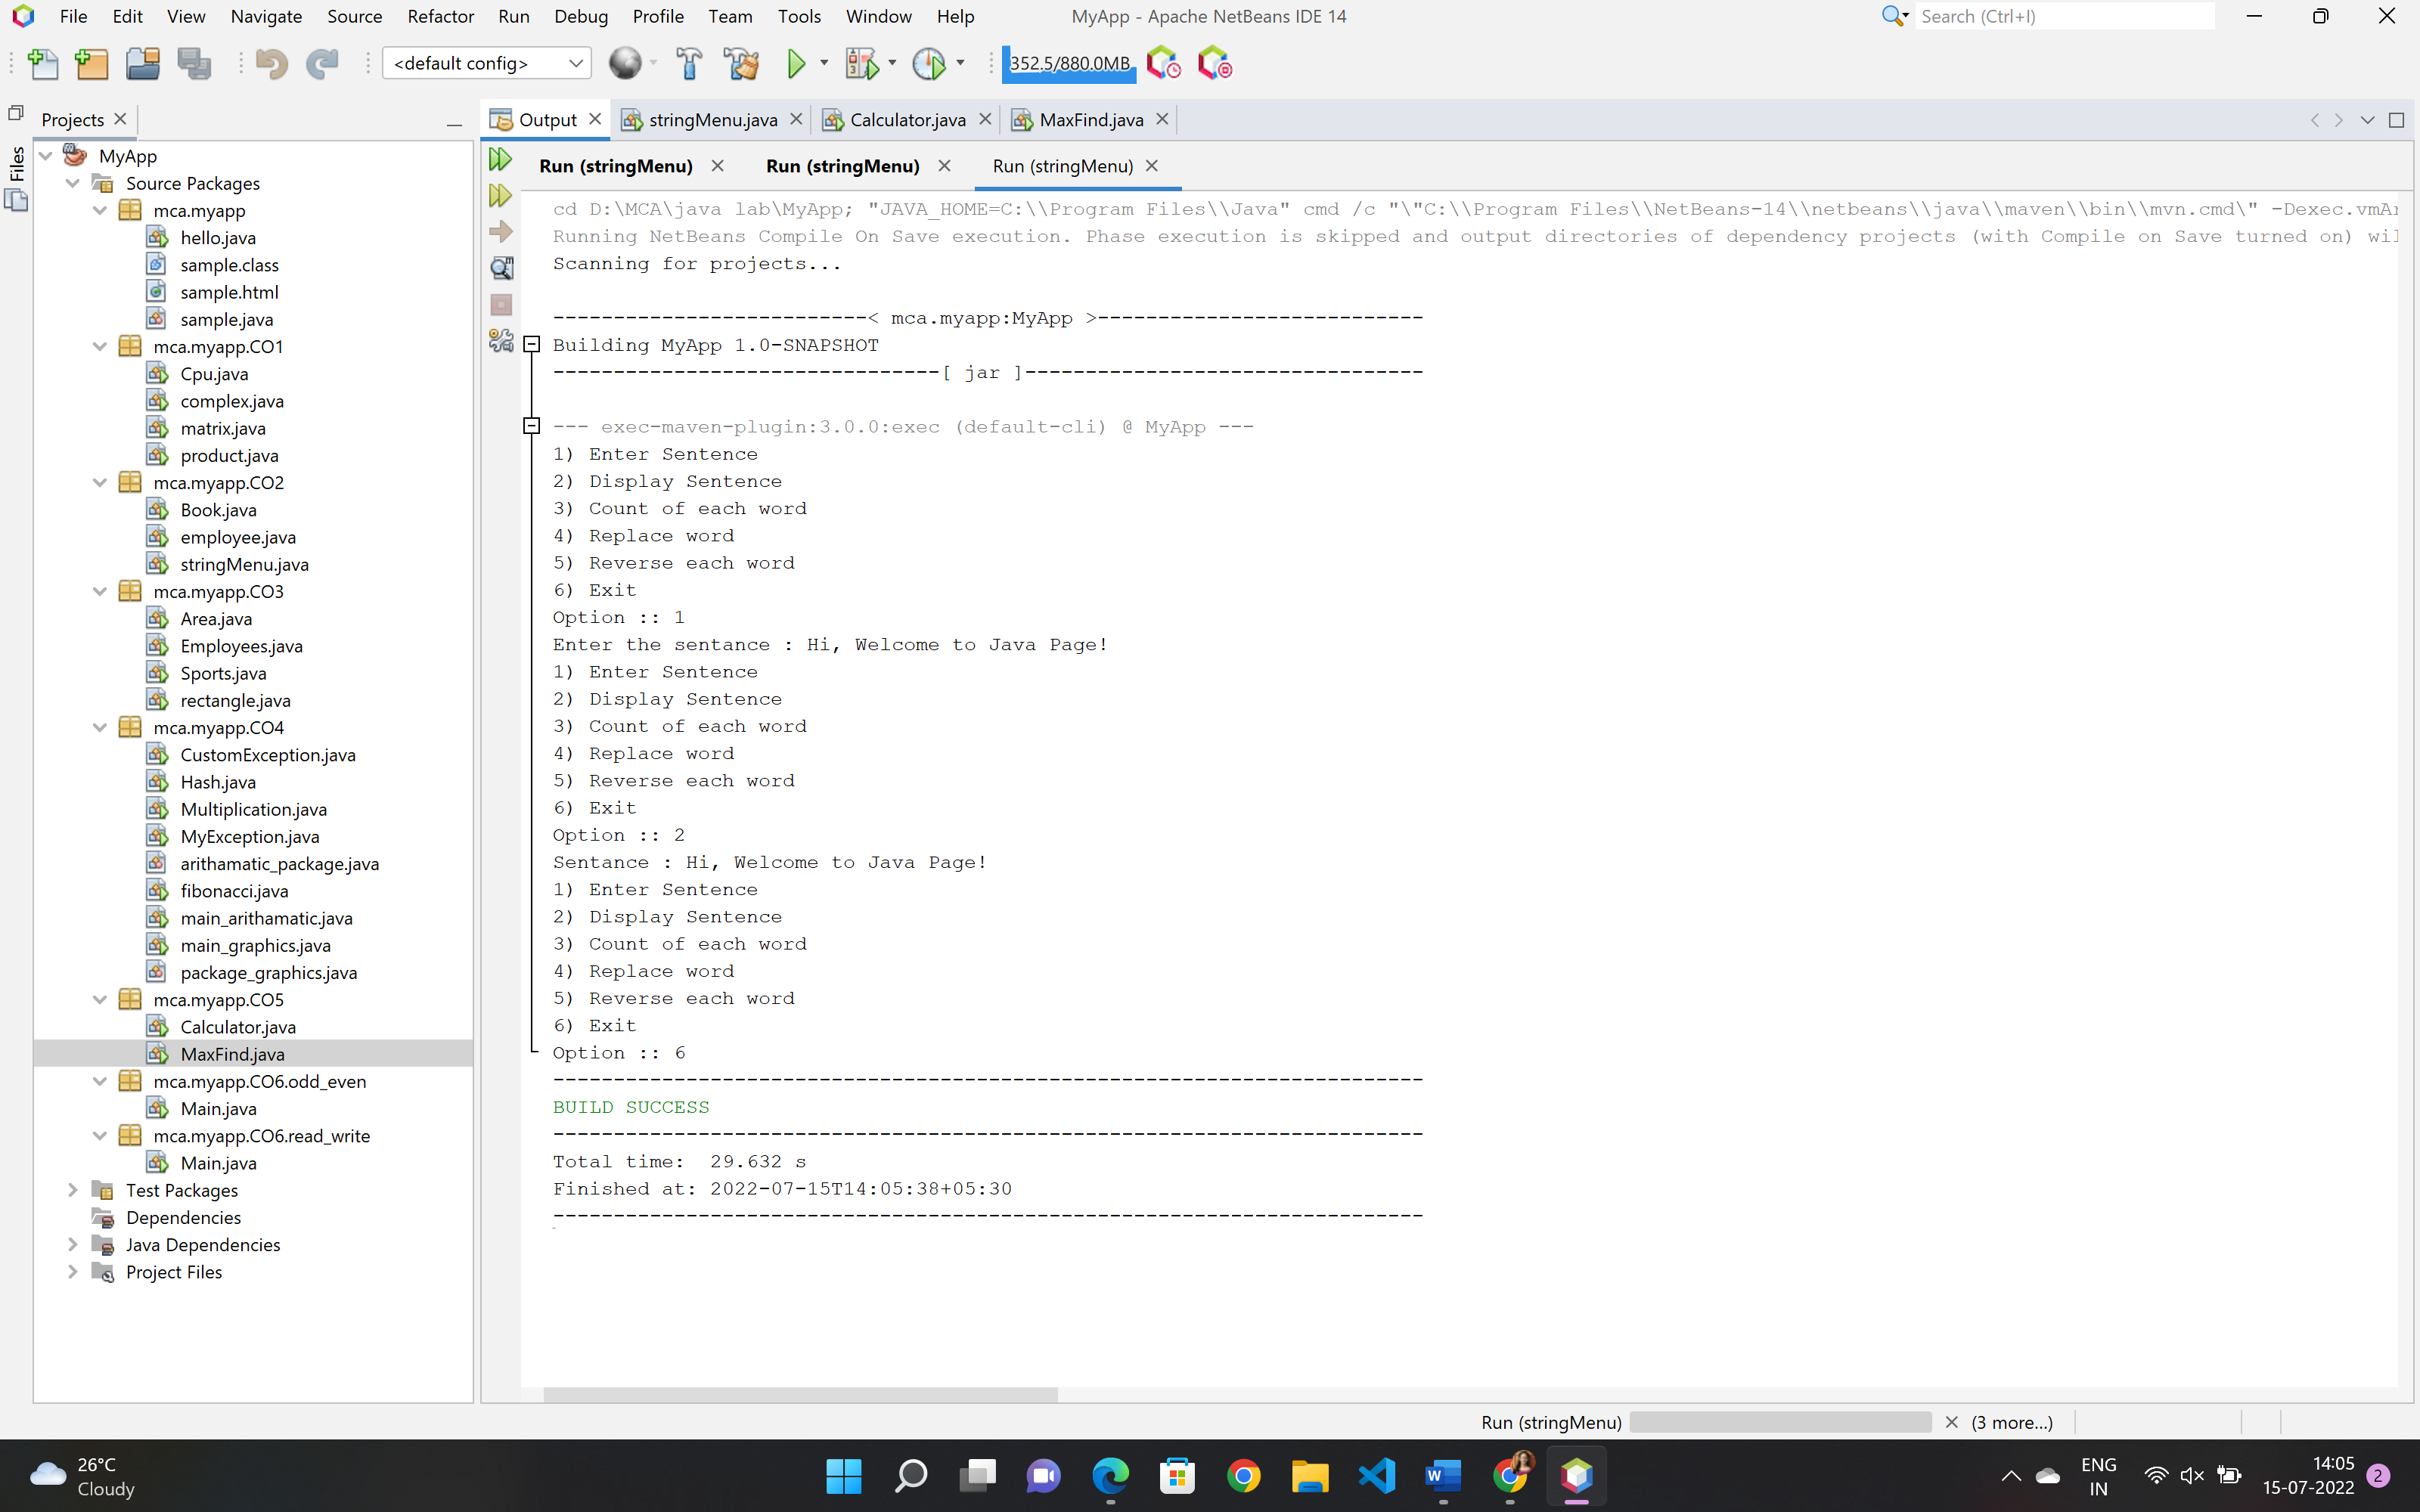 File Edit View Navigate Source Refactor Run Debug Profile Team Tools Window Help MyApp - Apache NetBeans IDE 14 Search (Ctrl+I)
<default config> 352.5/880.0MB
Files
Projects
MyApp
Source Packages
mca.myapp
hello.java
sample.class
sample.html
sample.java
mca.myapp.CO1
Cpu.java
complex.java
matrix.java
product.java
mca.myapp.CO2
Book.java
employee.java
stringMenu.java
mca.myapp.CO3
Area.java
Employees.java
Sports.java
rectangle.java
mca.myapp.CO4
CustomException.java
Hash.java
Multiplication.java
MyException.java
arithamatic_package.java
fibonacci.java
main_arithamatic.java
main_graphics.java
package_graphics.java
mca.myapp.CO5
Calculator.java
MaxFind.java
mca.myapp.CO6.odd_even
Main.java
mca.myapp.CO6.read_write
Main.java
Test Packages
Dependencies
Java Dependencies
Project Files
Output stringMenu.java Calculator.java MaxFind.java
Run (stringMenu) Run (stringMenu) Run (stringMenu)
cd D:\MCA\java lab\MyApp; "JAVA_HOME=C:\\Program Files\\Java" cmd /c "\"C:\\Program Files\\NetBeans-14\\netbeans\\java\\maven\\bin\\mvn.cmd\" -Dexec.vmAr
Running NetBeans Compile On Save execution. Phase execution is skipped and output directories of dependency projects (with Compile on Save turned on) wil
Scanning for projects...
--------------------------< mca.myapp:MyApp >---------------------------
Building MyApp 1.0-SNAPSHOT
--------------------------------[ jar ]---------------------------------
--- exec-maven-plugin:3.0.0:exec (default-cli) @ MyApp ---
1) Enter Sentence
2) Display Sentence
3) Count of each word
4) Replace word
5) Reverse each word
6) Exit
Option :: 1
Enter the sentance : Hi, Welcome to Java Page!
1) Enter Sentence
2) Display Sentence
3) Count of each word
4) Replace word
5) Reverse each word
6) Exit
Option :: 2
Sentance : Hi, Welcome to Java Page!
1) Enter Sentence
2) Display Sentence
3) Count of each word
4) Replace word
5) Reverse each word
6) Exit
Option :: 6
------------------------------------------------------------------------
BUILD SUCCESS
------------------------------------------------------------------------
Total time:  29.632 s
Finished at: 2022-07-15T14:05:38+05:30
------------------------------------------------------------------------
Run (stringMenu) (3 more...)
26°C
Cloudy
ENG
IN
14:05
15-07-2022
2